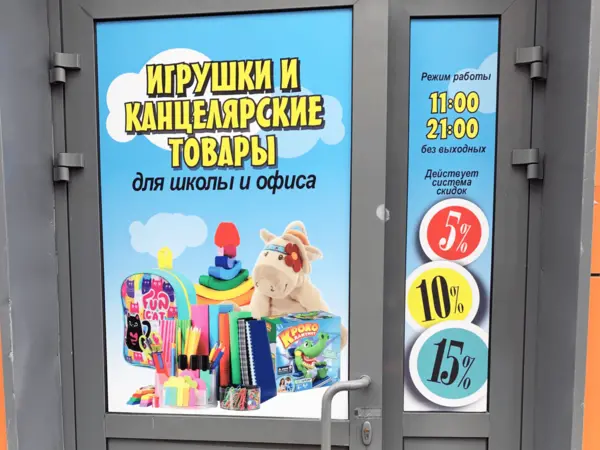 ИГРУШКИ И
КАНЦЕЛЯРСКИЕ
ТОВАРЫ
для школы и офиса
FUN
CAT
КРОКО
Режим работы
11:00
21:00
без выходных
Действует
система
скидок
5%
10%
15%